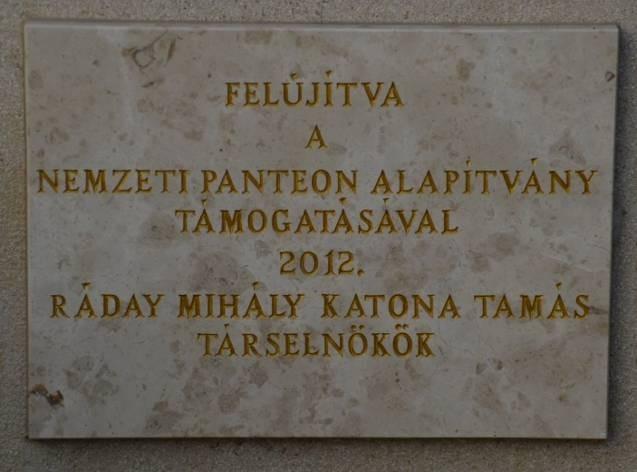 FELÚJÍTVA
A
NEMZETI PANTEON ALAPÍTVÁNY
TÁMOGATÁSÁVAL
2012.
RÁDAY MIHÁLY KATONA TAMÁS
TÁRSELNÖKÖK